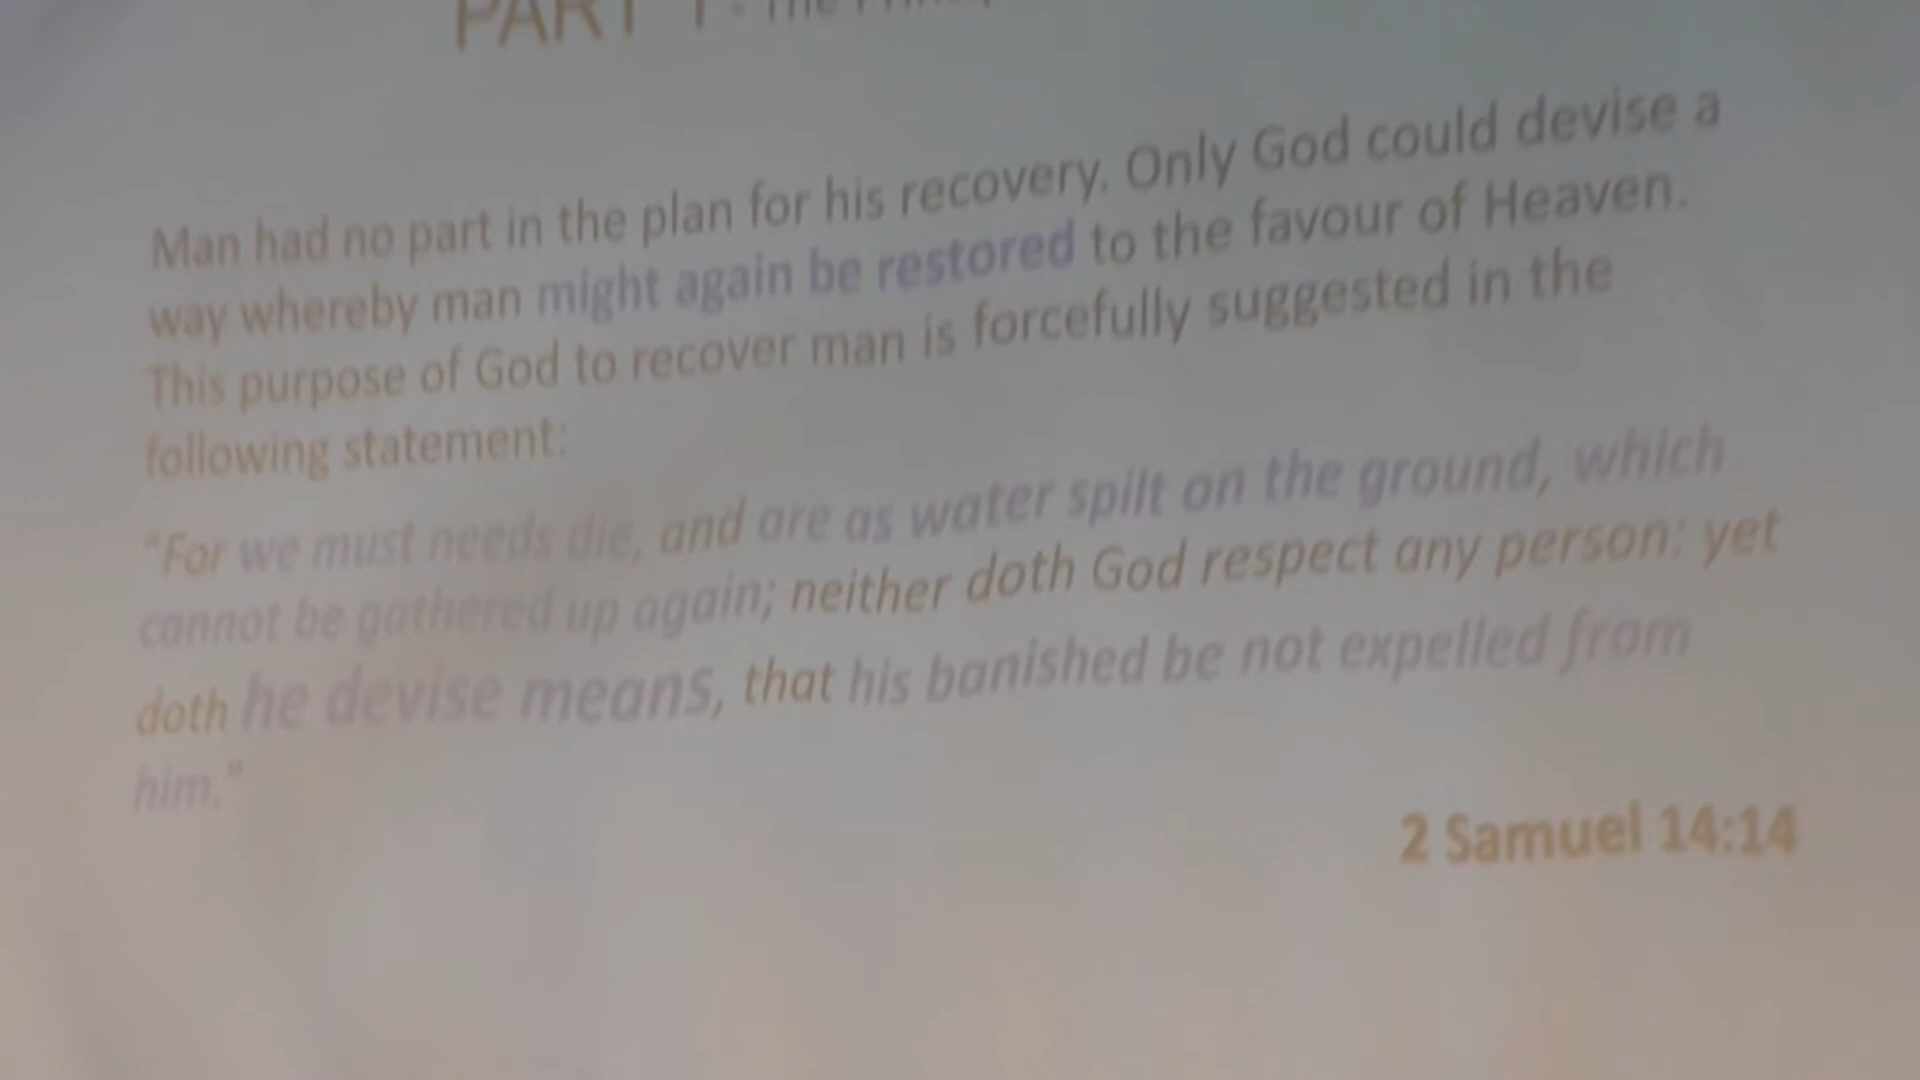 PART 1 - The
Man had no part in the plan for his recovery. Only God could devise a
way whereby man might again be restored to the favour of Heaven.
This purpose of God to recover man is forcefully suggested in the
following statement:
"For we must needs die, and are as water spilt on the ground, which
cannot be gathered up again; neither doth God respect any person: yet
doth he devise means, that his banished be not expelled from
him."
2 Samuel 14:14